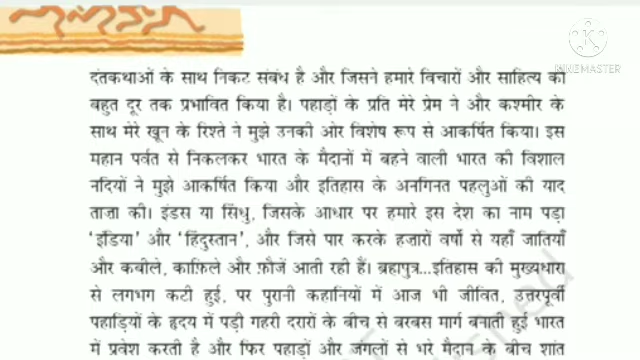 KINEMASTER
दंतकथाओं के साथ निकट संबंध है और जिसने हमारे विचारों और साहित्य को
बहुत दूर तक प्रभावित किया है। पहाड़ों के प्रति मेरे प्रेम ने और कश्मीर के
साथ मेरे खून के रिश्ते ने मुझे उनकी ओर विशेष रूप से आकर्षित किया। इस
महान पर्वत से निकलकर भारत के मैदानों में बहने वाली भारत की विशाल
नदियों ने मुझे आकर्षित किया और इतिहास के अनगिनत पहलुओं की याद
ताज़ा की। इंडस या सिंधु, जिसके आधार पर हमारे इस देश का नाम पड़ा
'इंडिया' और 'हिंदुस्तान', और जिसे पार करके हज़ारों वर्षों से यहाँ जातियाँ
और कबीले, काफ़िले और फ़ौजें आती रही हैं। ब्रह्मपुत्र...इतिहास की मुख्यधारा
से लगभग कटी हुई, पर पुरानी कहानियों में आज भी जीवित, उत्तरपूर्वी
पहाड़ियों के हृदय में पड़ी गहरी दरारों के बीच से बरबस मार्ग बनाती हुई भारत
में प्रवेश करती है और फिर पहाड़ों और जंगलों से भरे मैदान के बीच शांत